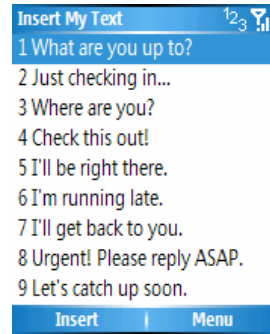 Insert My Text 123
1 What are you up to?
2 Just checking in...
3 Where are you?
4 Check this out!
5 I'll be right there.
6 I'm running late.
7 I'll get back to you.
8 Urgent! Please reply ASAP.
9 Let's catch up soon.
Insert Menu